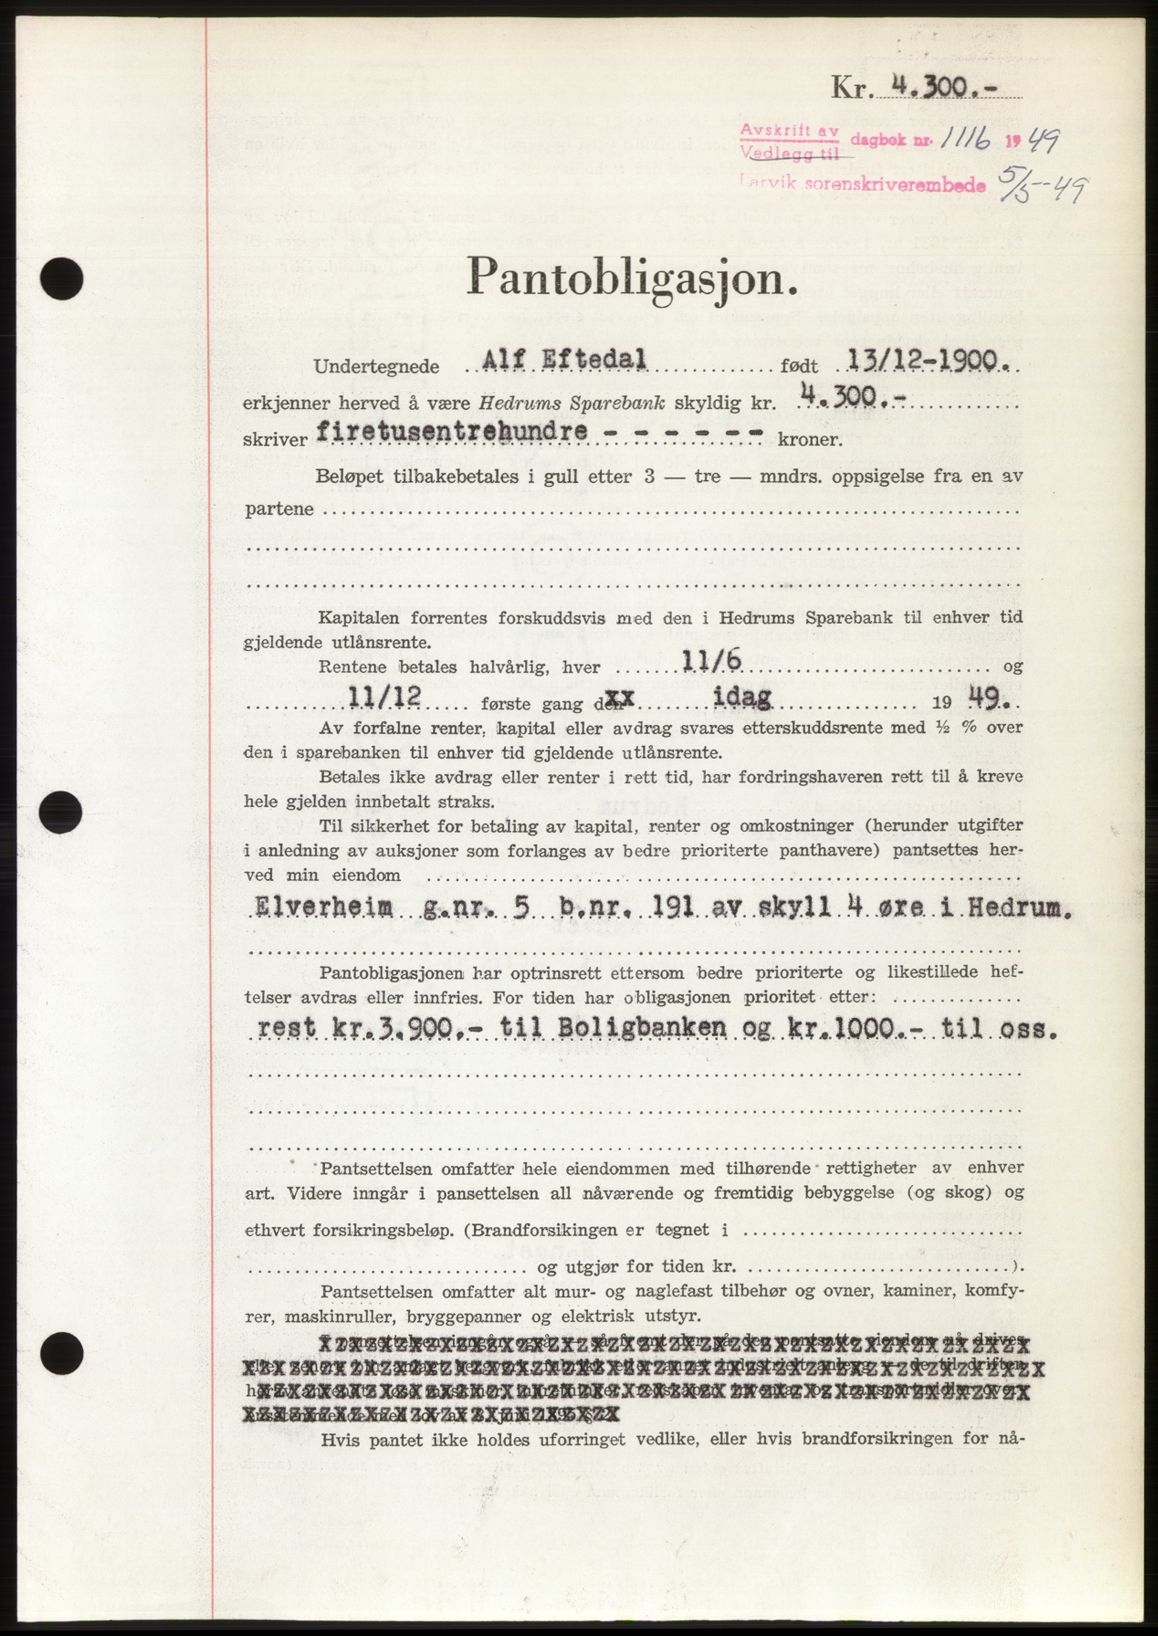 Kr. 4.300.-
Avskrift av
Vedlegg til
dagbok nr. 1116 1949
Larvik sorenskriverembede 5/5-49
Pantobligasjon.
Undertegnede Alf Eftedal født 13/12-1900.
erkjenner herved å være Hedrums Sparebank skyldig kr. 4.300.-
skriver firetusentrehundre - - - - - - kroner.
Beløpet tilbakebetales i gull etter 3 — tre — mndrs. oppsigelse fra en av
partene
Kapitalen forrentes forskuddsvis med den i Hedrums Sparebank til enhver tid
gjeldende utlånsrente.
Rentene betales halvårlig, hver 11/6 og
11/12 første gang den xx idag 19 49.
Av forfalne renter, kapital eller avdrag svares etterskuddsrente med ½ % over
den i sparebanken til enhver tid gjeldende utlånsrente.
Betales ikke avdrag eller renter i rett tid, har fordringshaveren rett til å kreve
hele gjelden innbetalt straks.
Til sikkerhet for betaling av kapital, renter og omkostninger (herunder utgifter
i anledning av auksjoner som forlanges av bedre prioriterte panthavere) pantsettes her-
ved min eiendom
Elverheim g.nr. 5 b.nr. 191 av skyll 4 øre i Hedrum.
Pantobligasjonen har optrinsrett ettersom bedre prioriterte og likestillede hef-
telser avdras eller innfries. For tiden har obligasjonen prioritet etter:
rest kr.3.900.- til Boligbanken og kr.1000.- til oss.
Pantsettelsen omfatter hele eiendommen med tilhørende rettigheter av enhver
art. Videre inngår i pansettelsen all nåværende og fremtidig bebyggelse (og skog) og
ethvert forsikringsbeløp. (Brandforsikingen er tegnet i
og utgjør for tiden kr. ).
Pantsettelsen omfatter alt mur- og naglefast tilbehør og ovner, kaminer, komfy-
rer, maskinruller, bryggepanner og elektrisk utstyr.
Hvis pantet ikke holdes uforringet vedlike, eller hvis brandforsikringen for nå-